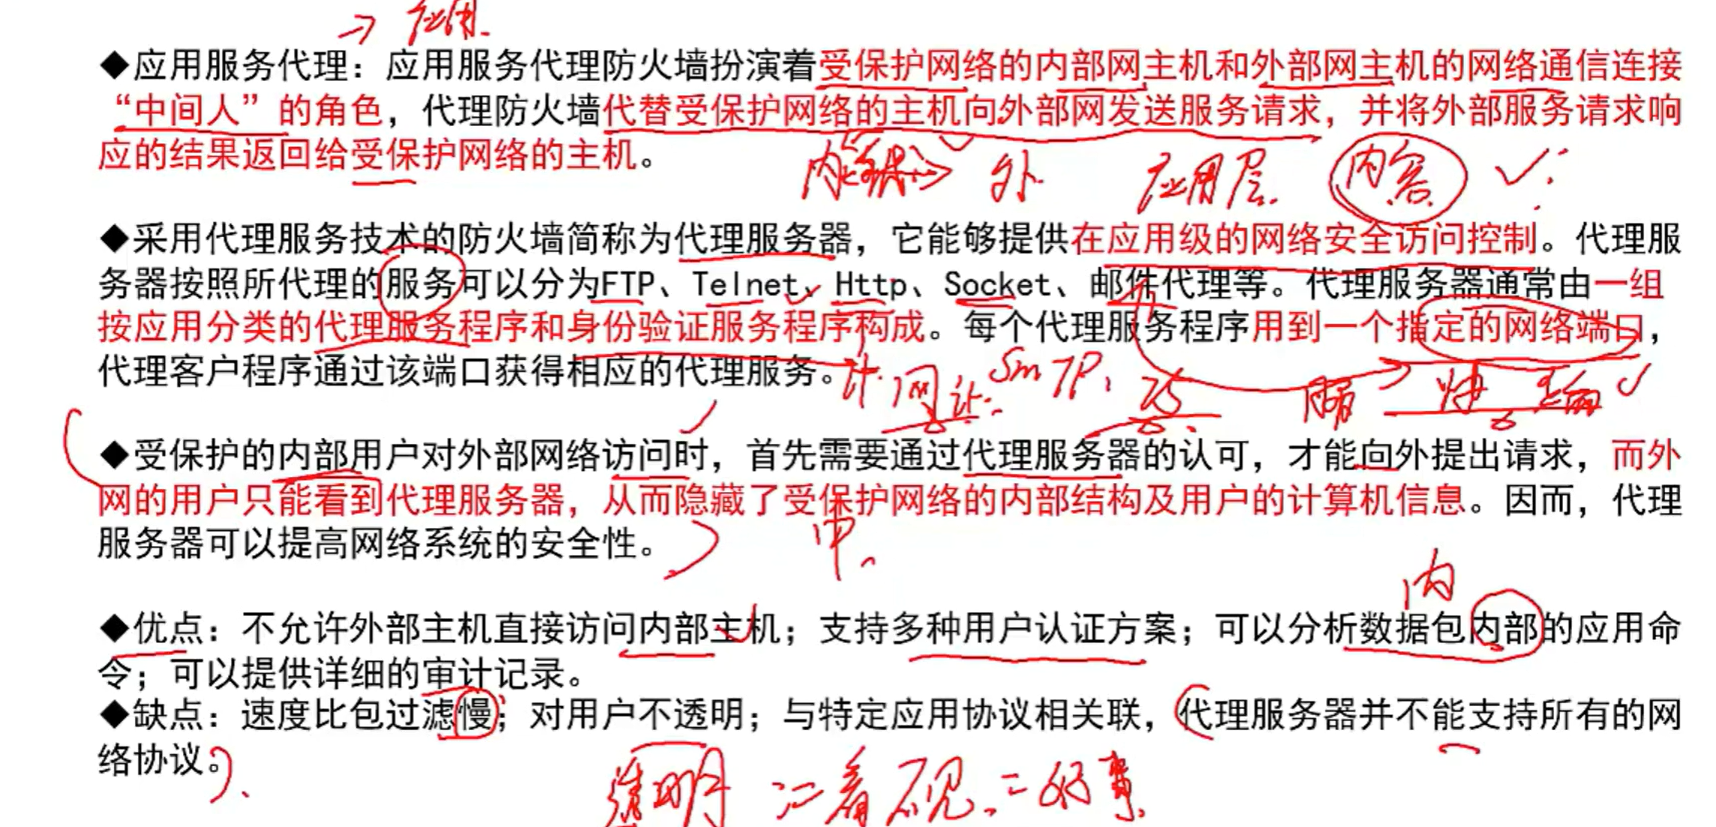 应用
◆应用服务代理：应用服务代理防火墙扮演着受保护网络的内部网主机和外部网主机的网络通信连接
“中间人”的角色，代理防火墙代替受保护网络的主机向外部网发送服务请求，并将外部服务请求响
应的结果返回给受保护网络的主机。
外 应用层 内容
◆采用代理服务技术的防火墙简称为代理服务器，它能够提供在应用级的网络安全访问控制。代理服
务器按照所代理的服务可以分为FTP、Telnet、Http、Socket、邮件代理等。代理服务器通常由一组
按应用分类的代理服务程序和身份验证服务程序构成。每个代理服务程序用到一个指定的网络端口，
代理客户程序通过该端口获得相应的代理服务。
◆受保护的内部用户对外部网络访问时，首先需要通过代理服务器的认可，才能向外提出请求，而外
网的用户只能看到代理服务器，从而隐藏了受保护网络的内部结构及用户的计算机信息。因而，代理
服务器可以提高网络系统的安全性。
中
内
◆优点：不允许外部主机直接访问内部主机；支持多种用户认证方案；可以分析数据包内部的应用命
令；可以提供详细的审计记录。
◆缺点：速度比包过滤慢；对用户不透明；与特定应用协议相关联，代理服务器并不能支持所有的网
络协议。
透明 看不见 = 好事